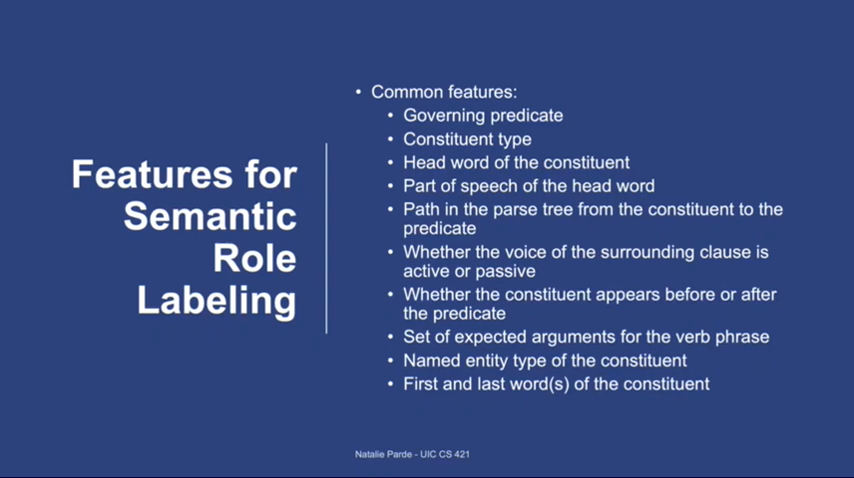 Features for
Semantic
Role
Labeling
• Common features:
• Governing predicate
• Constituent type
• Head word of the constituent
• Part of speech of the head word
• Path in the parse tree from the constituent to the
predicate
• Whether the voice of the surrounding clause is
active or passive
• Whether the constituent appears before or after
the predicate
• Set of expected arguments for the verb phrase
• Named entity type of the constituent
• First and last word(s) of the constituent
Natalie Parde - UIC CS 421